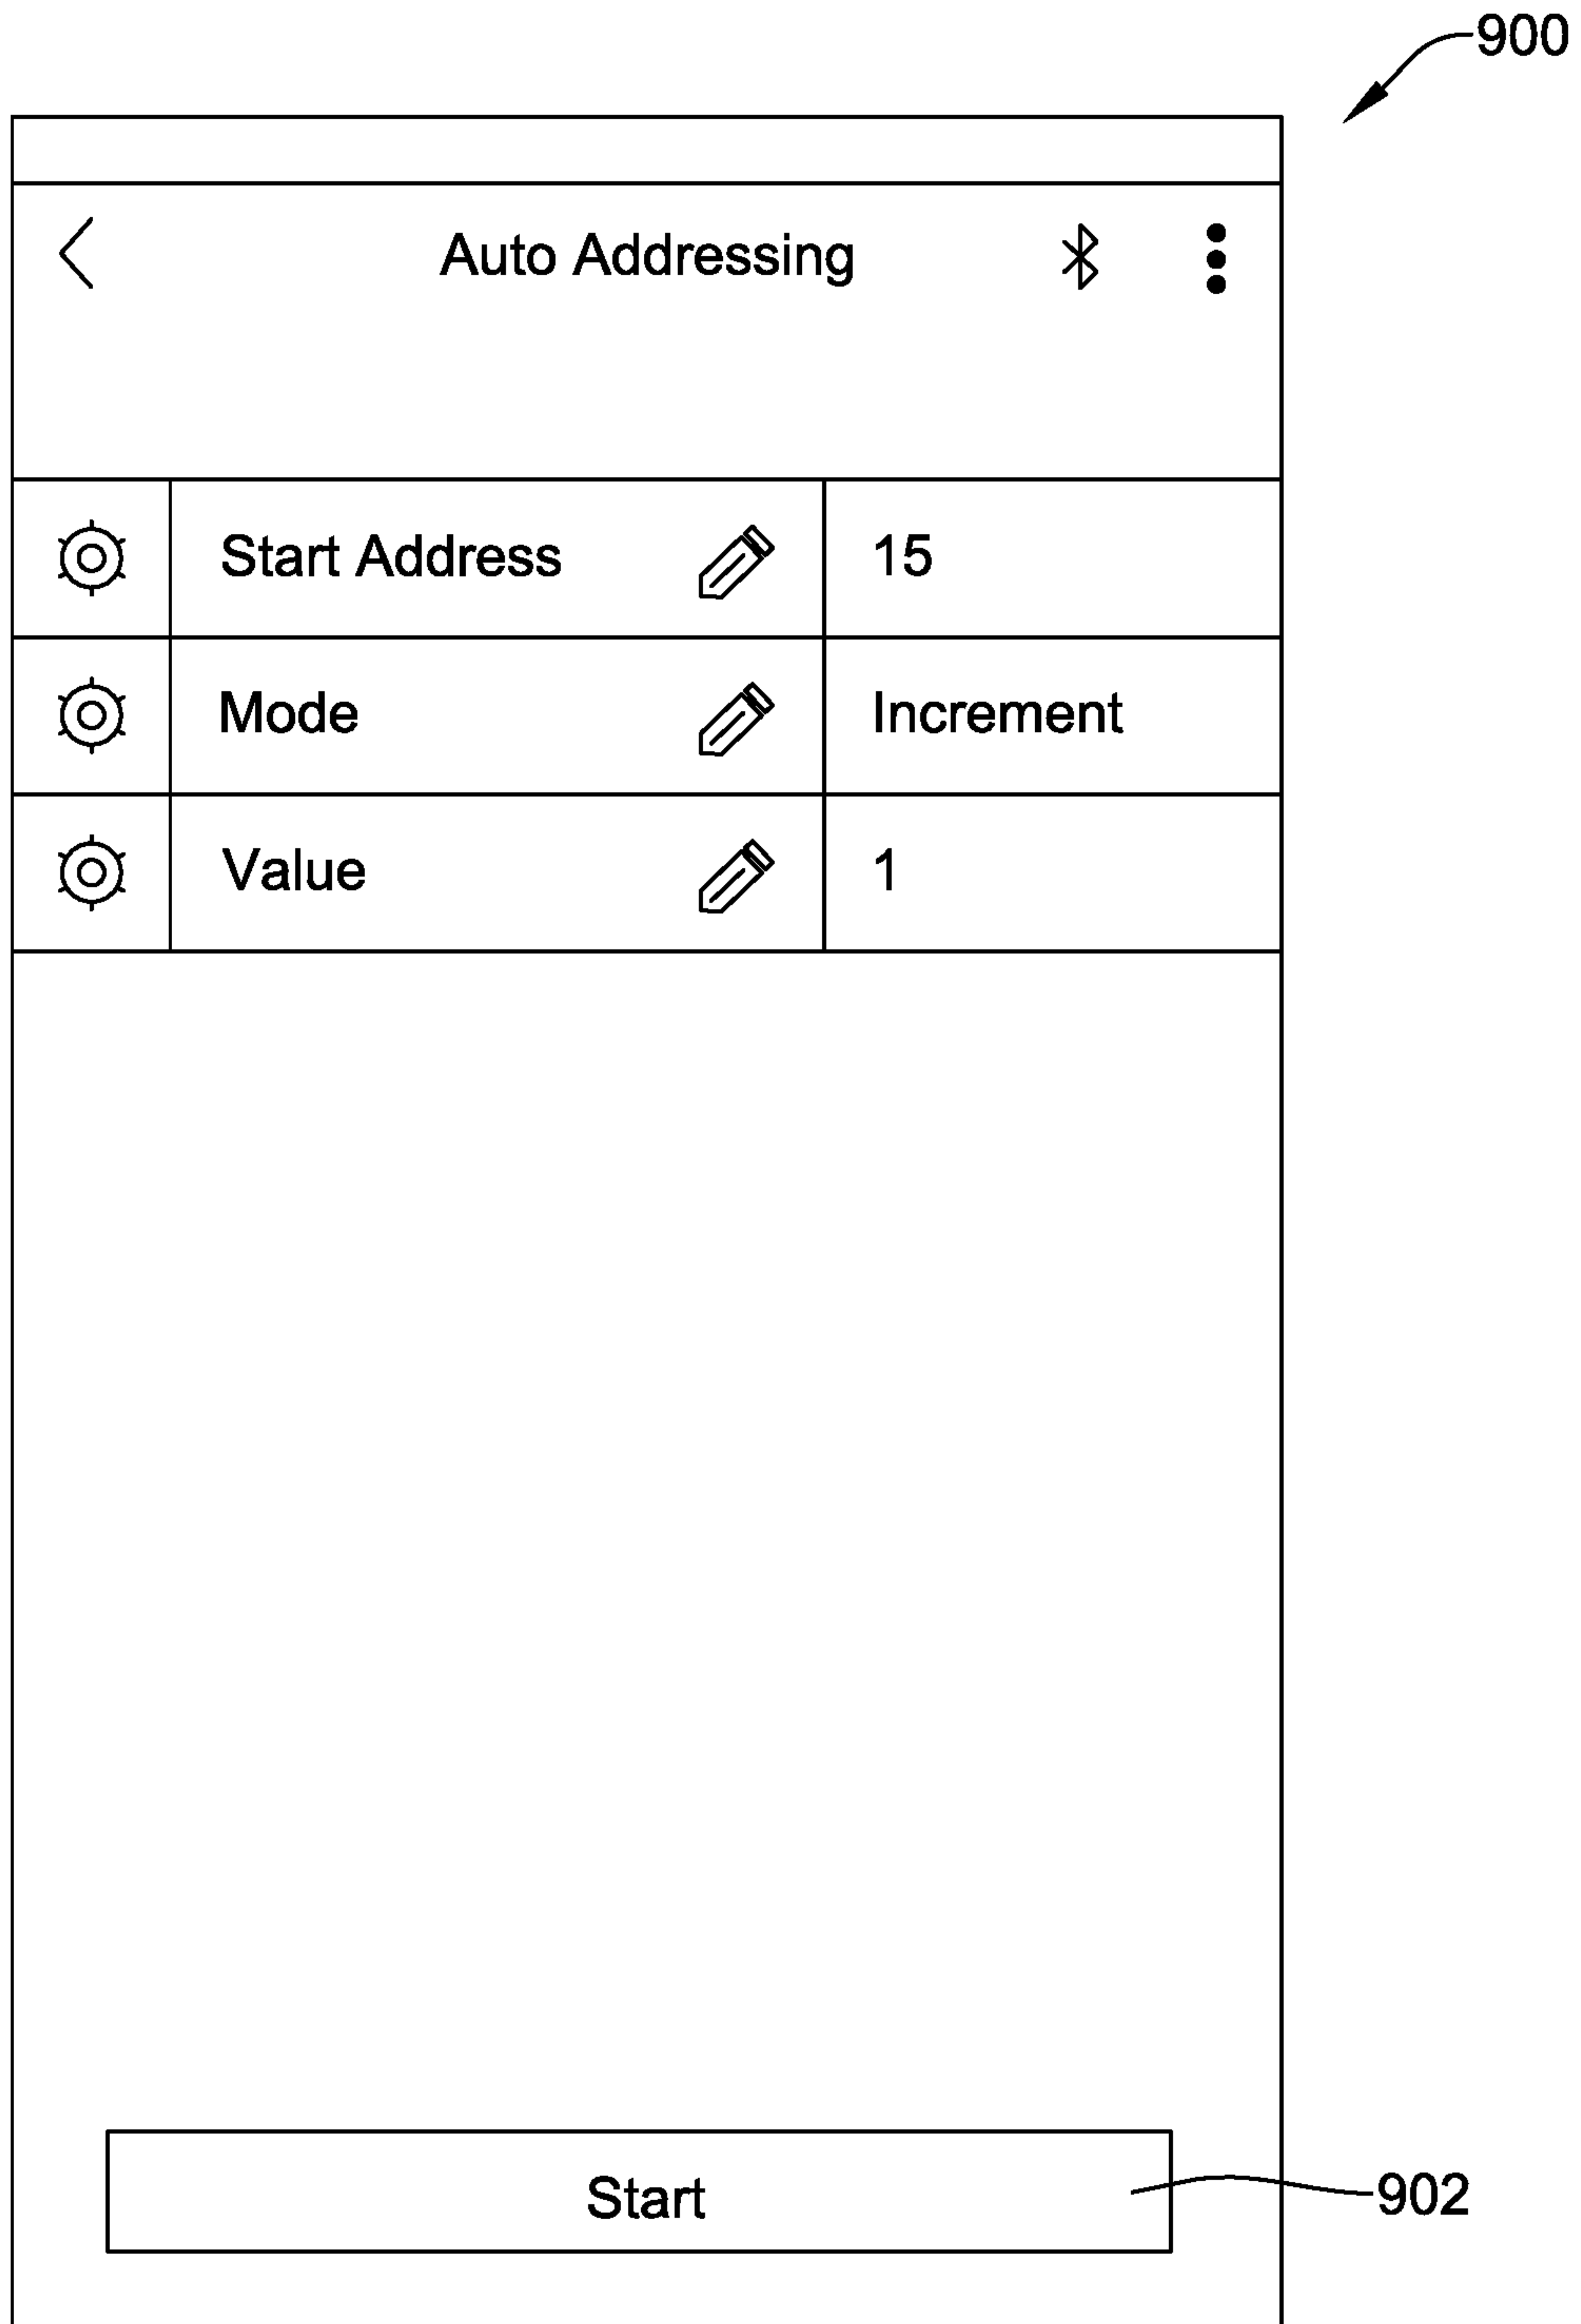 900
Auto Addressing
Start Address 15
Mode Increment
Value 1
Start 902